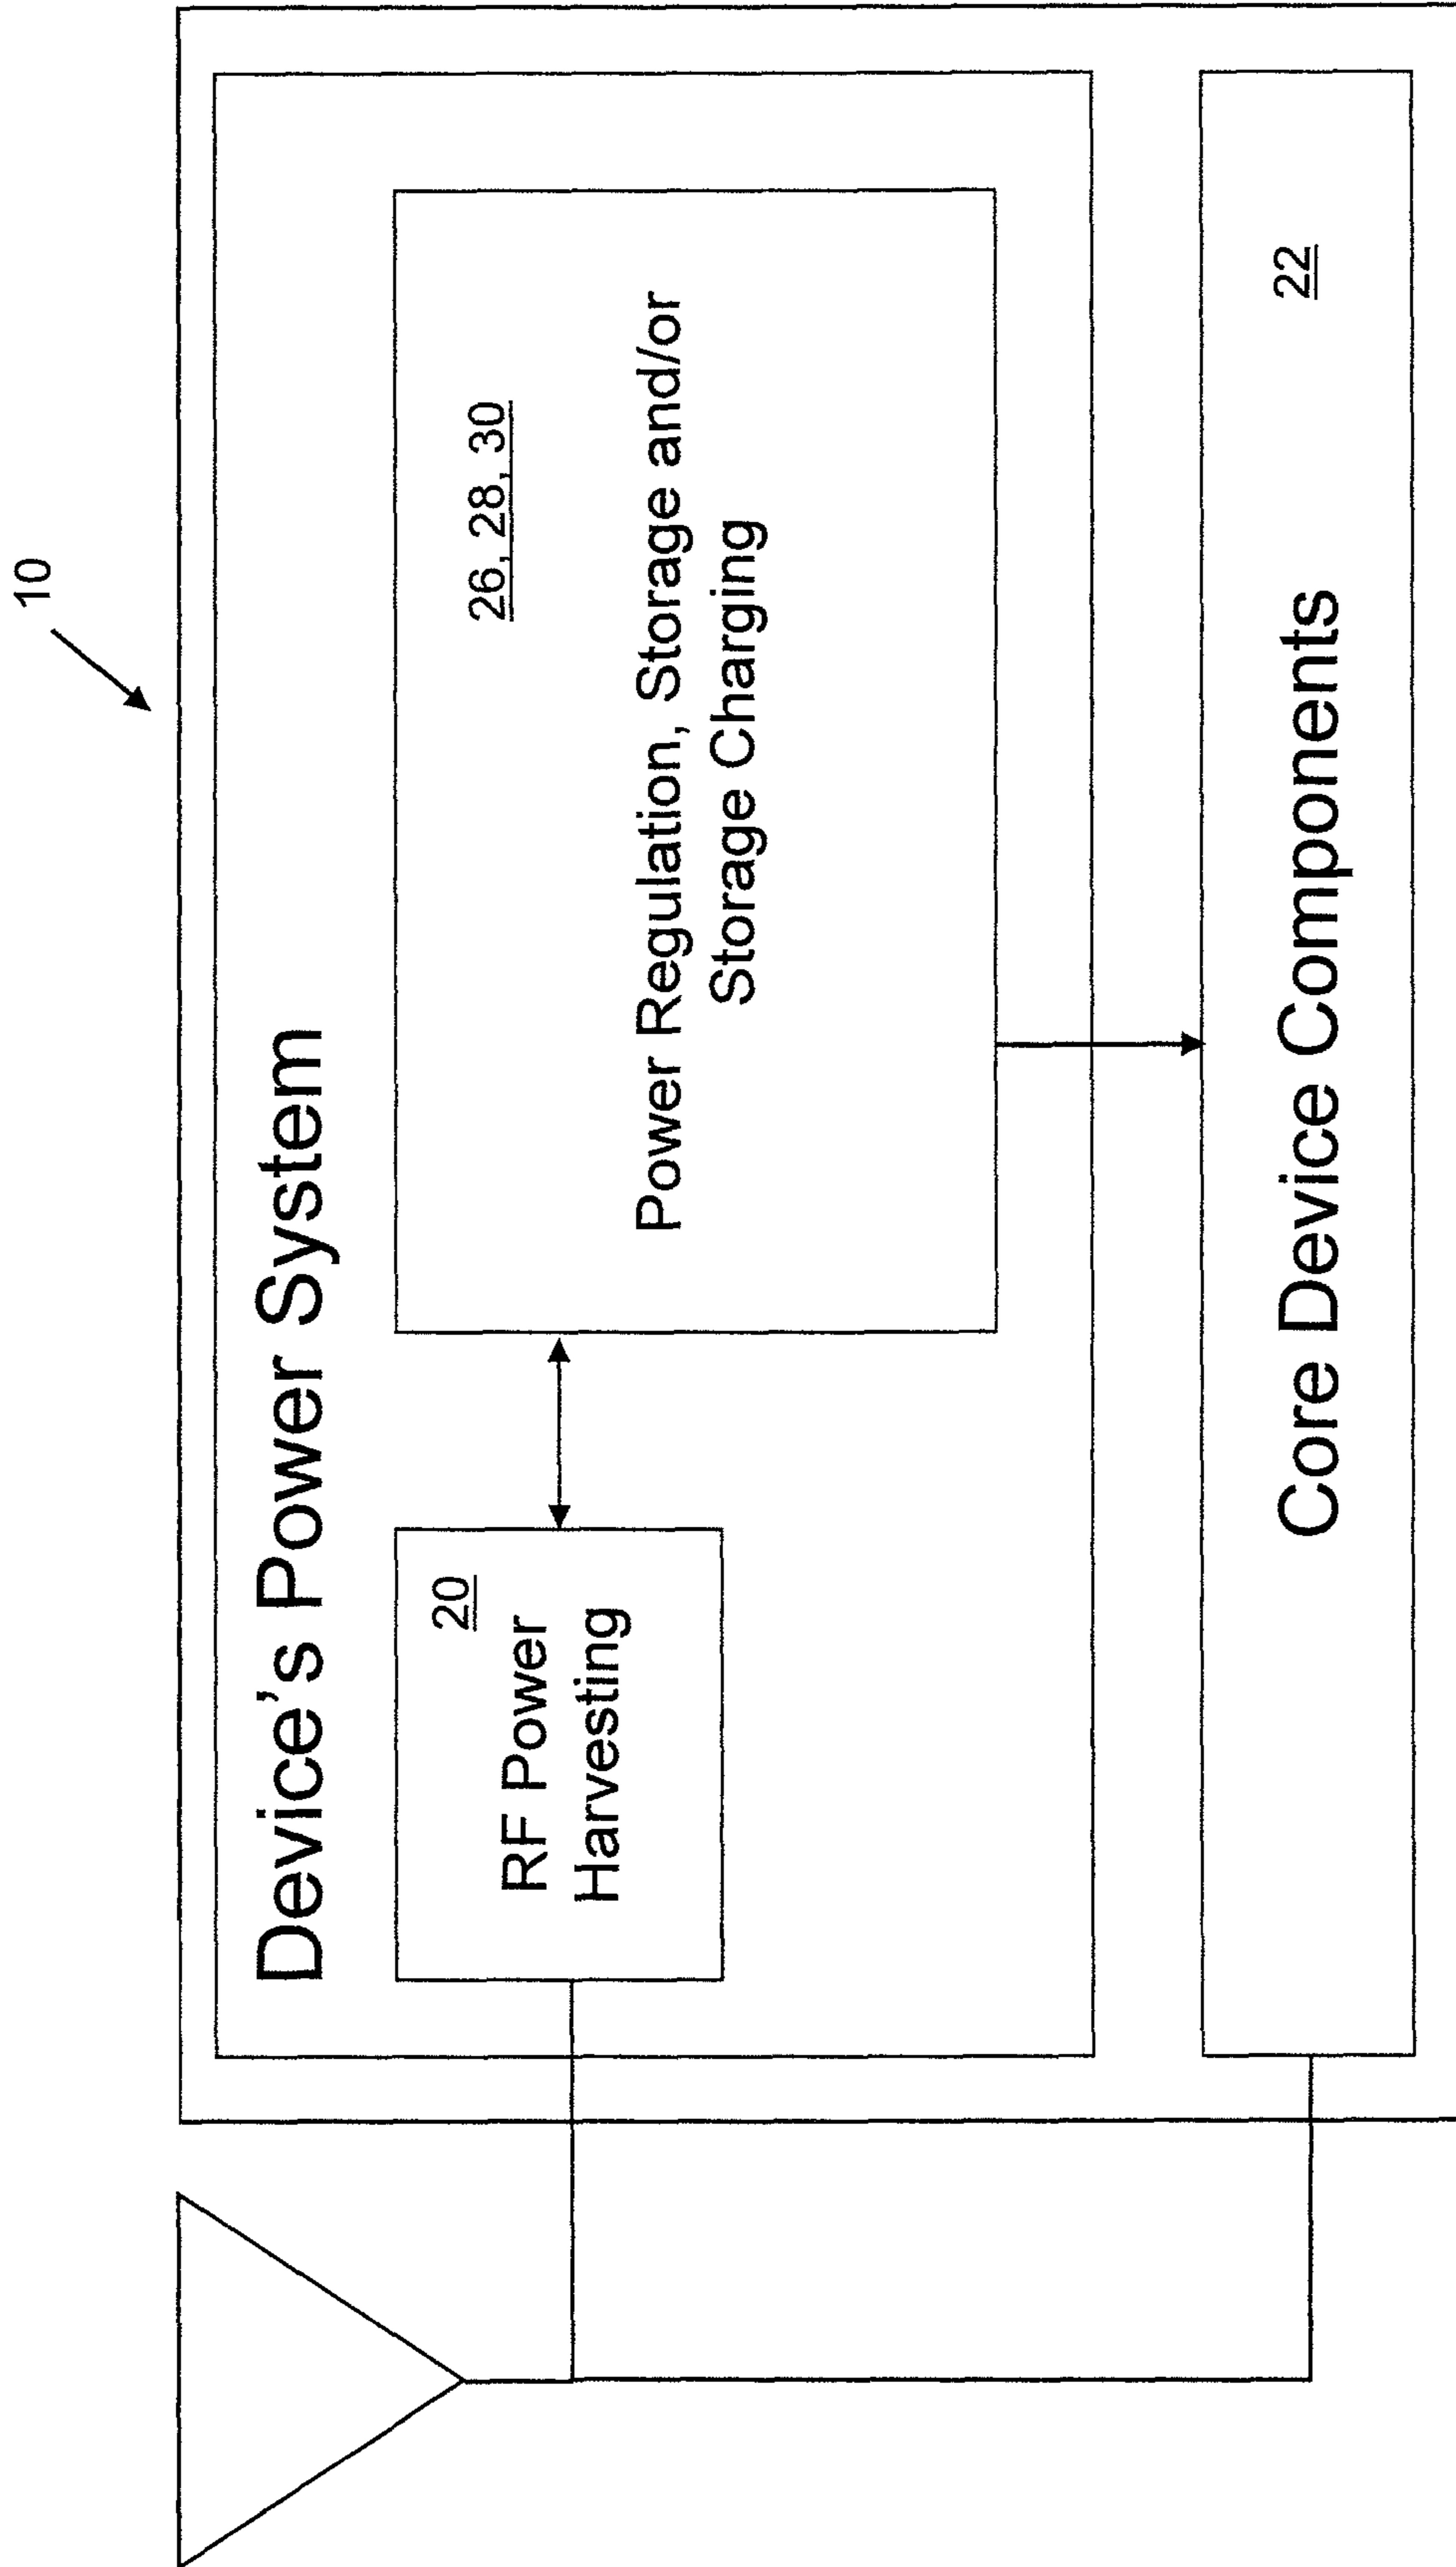 10
Device's Power System
20
RF Power
Harvesting
26, 28, 30
Power Regulation, Storage and/or
Storage Charging
22
Core Device Components